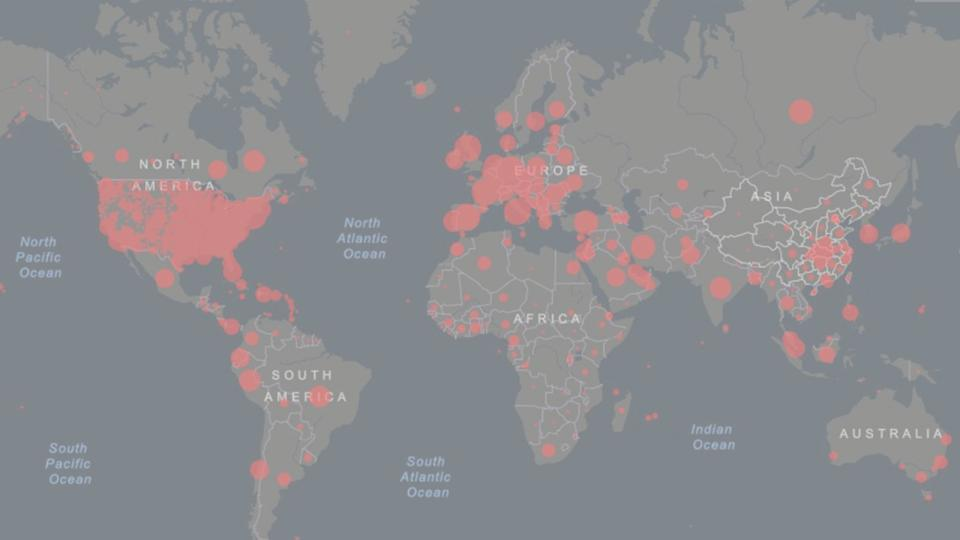 NORTH
AMERICA
EUROPE
ASIA
North
Pacific
Ocean
North
Atlantic
Ocean
AFRICA
SOUTH
AMERICA
AUSTRALIA
Indian
Ocean
South
Pacific
Ocean
South
Atlantic
Ocean